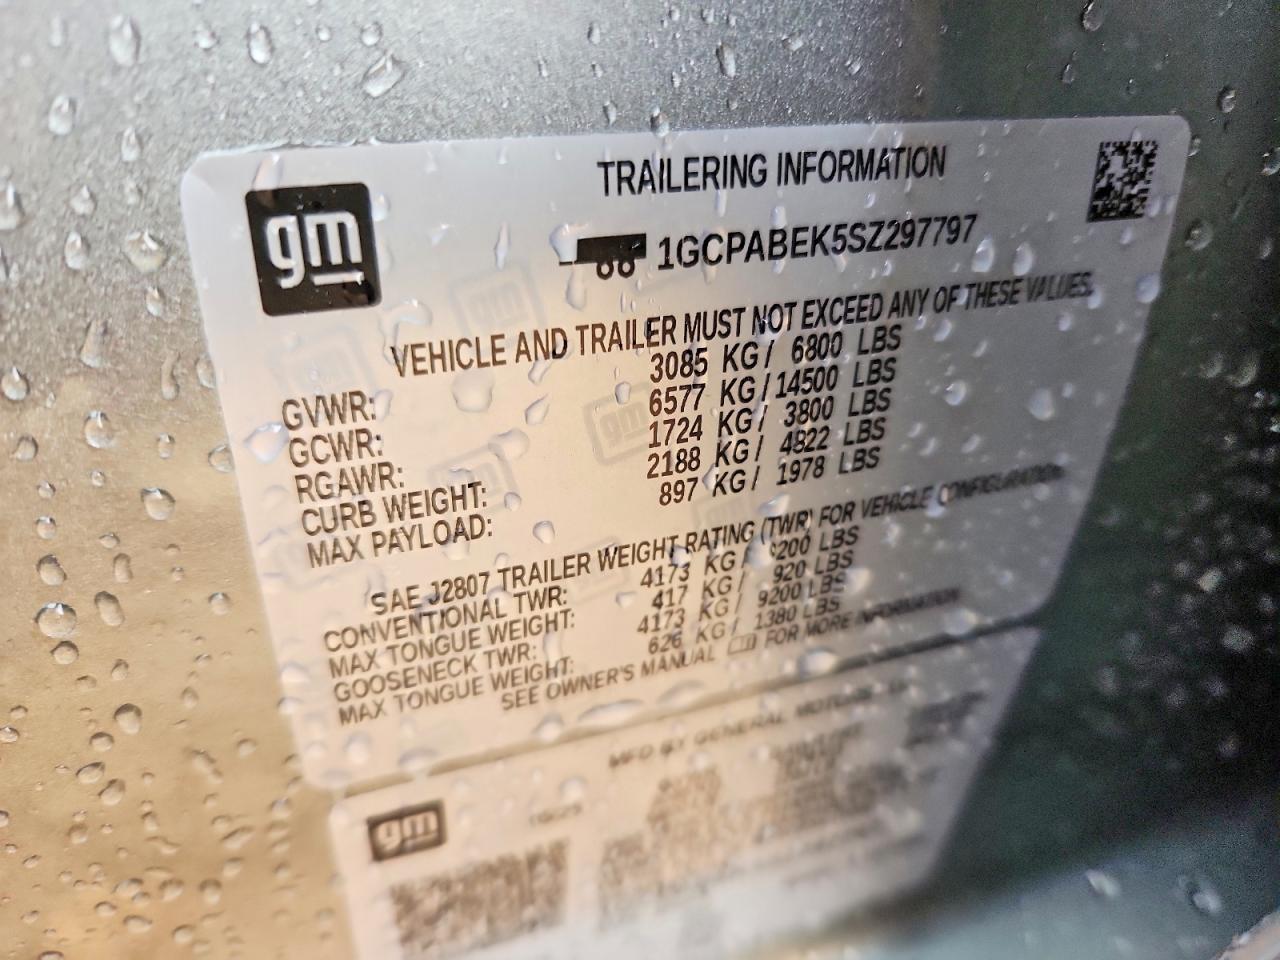 gm
TRAILERING INFORMATION
1GCPABEK5SZ297797
VEHICLE AND TRAILER MUST NOT EXCEED ANY OF THESE VALUES.
GVWR: 3085 KG / 6800 LBS
GCWR: 6577 KG / 14500 LBS
RGAWR: 1724 KG / 3800 LBS
CURB WEIGHT: 2188 KG / 4822 LBS
MAX PAYLOAD: 897 KG / 1978 LBS
SAE J2807 TRAILER WEIGHT RATING (TWR) FOR VEHICLE CONFIGURATION
CONVENTIONAL TWR: 4173 KG / 9200 LBS
MAX TONGUE WEIGHT: 417 KG / 920 LBS
GOOSENECK TWR: 4173 KG / 9200 LBS
MAX TONGUE WEIGHT: 626 KG / 1380 LBS
SEE OWNER'S MANUAL FOR MORE INFORMATION
MFD BY GENERAL MOTORS
gm